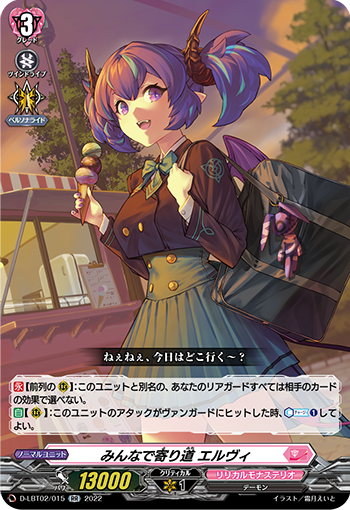 3
グレード
ツインドライブ
ペルソナライド
ねぇねぇ、今日はどこ行く～？
永【前列の(R)】:このユニットと別名の、あなたのリアガードすべては相手のカード
の効果で選べない。
自【(R)】:このユニットのアタックがヴァンガードにヒットした時、(1)して
よい。
ノーマルユニット
みんなで寄り道 エルヴィ
リリカルモナステリオ
パワー 13000
クリティカル
1
デーモン
D-LBT02/015 RR 2022
イラスト/霜月えいと